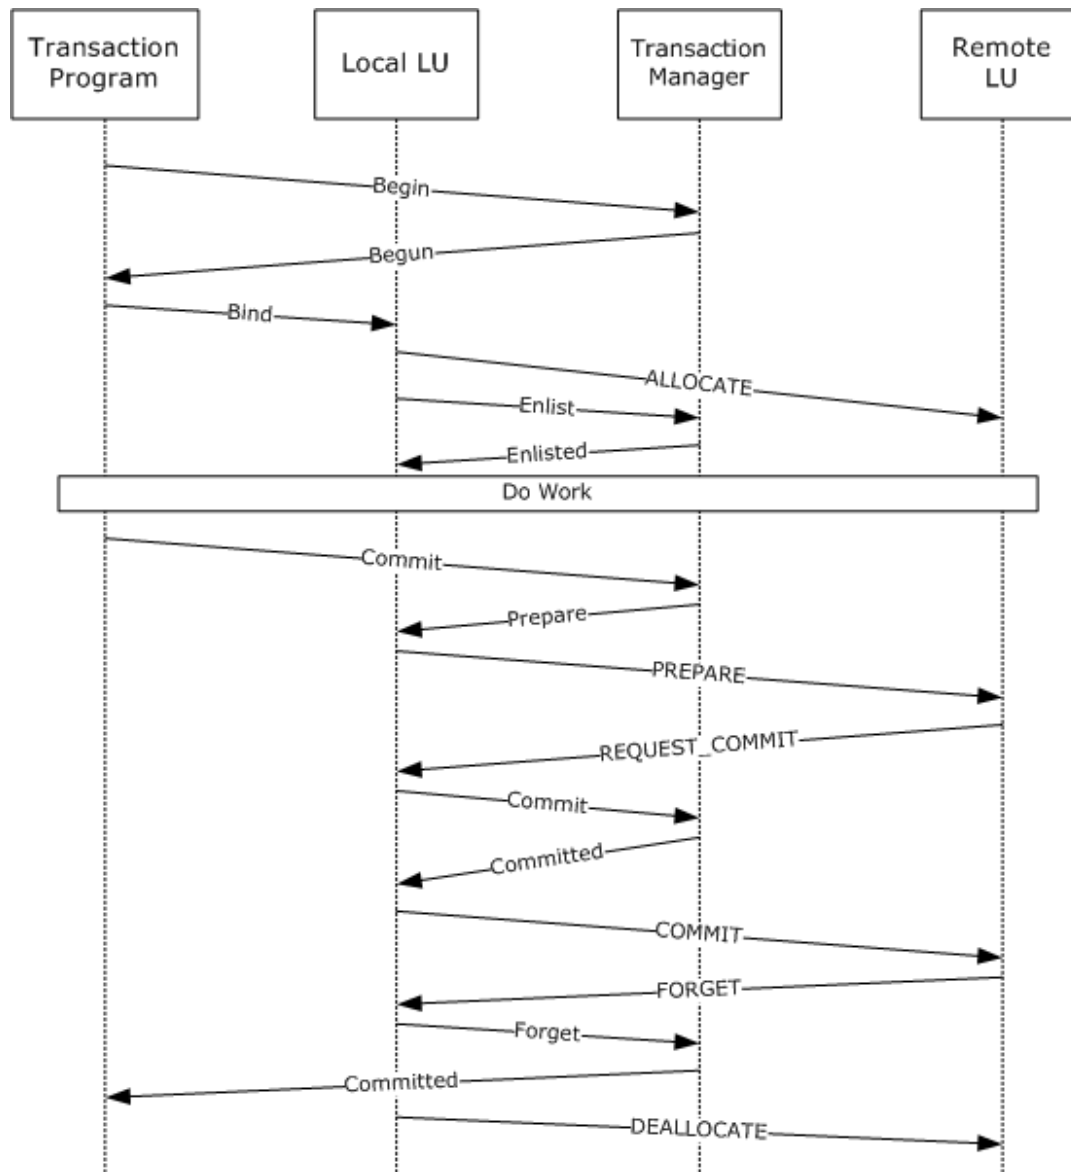 Transaction
Program
Local LU
Transaction
Manager
Remote
LU
Begin
Begun
Bind
ALLOCATE
Enlist
Enlisted
Do Work
Commit
Prepare
PREPARE
REQUEST_COMMIT
Commit
Committed
COMMIT
FORGET
Forget
Committed
DEALLOCATE